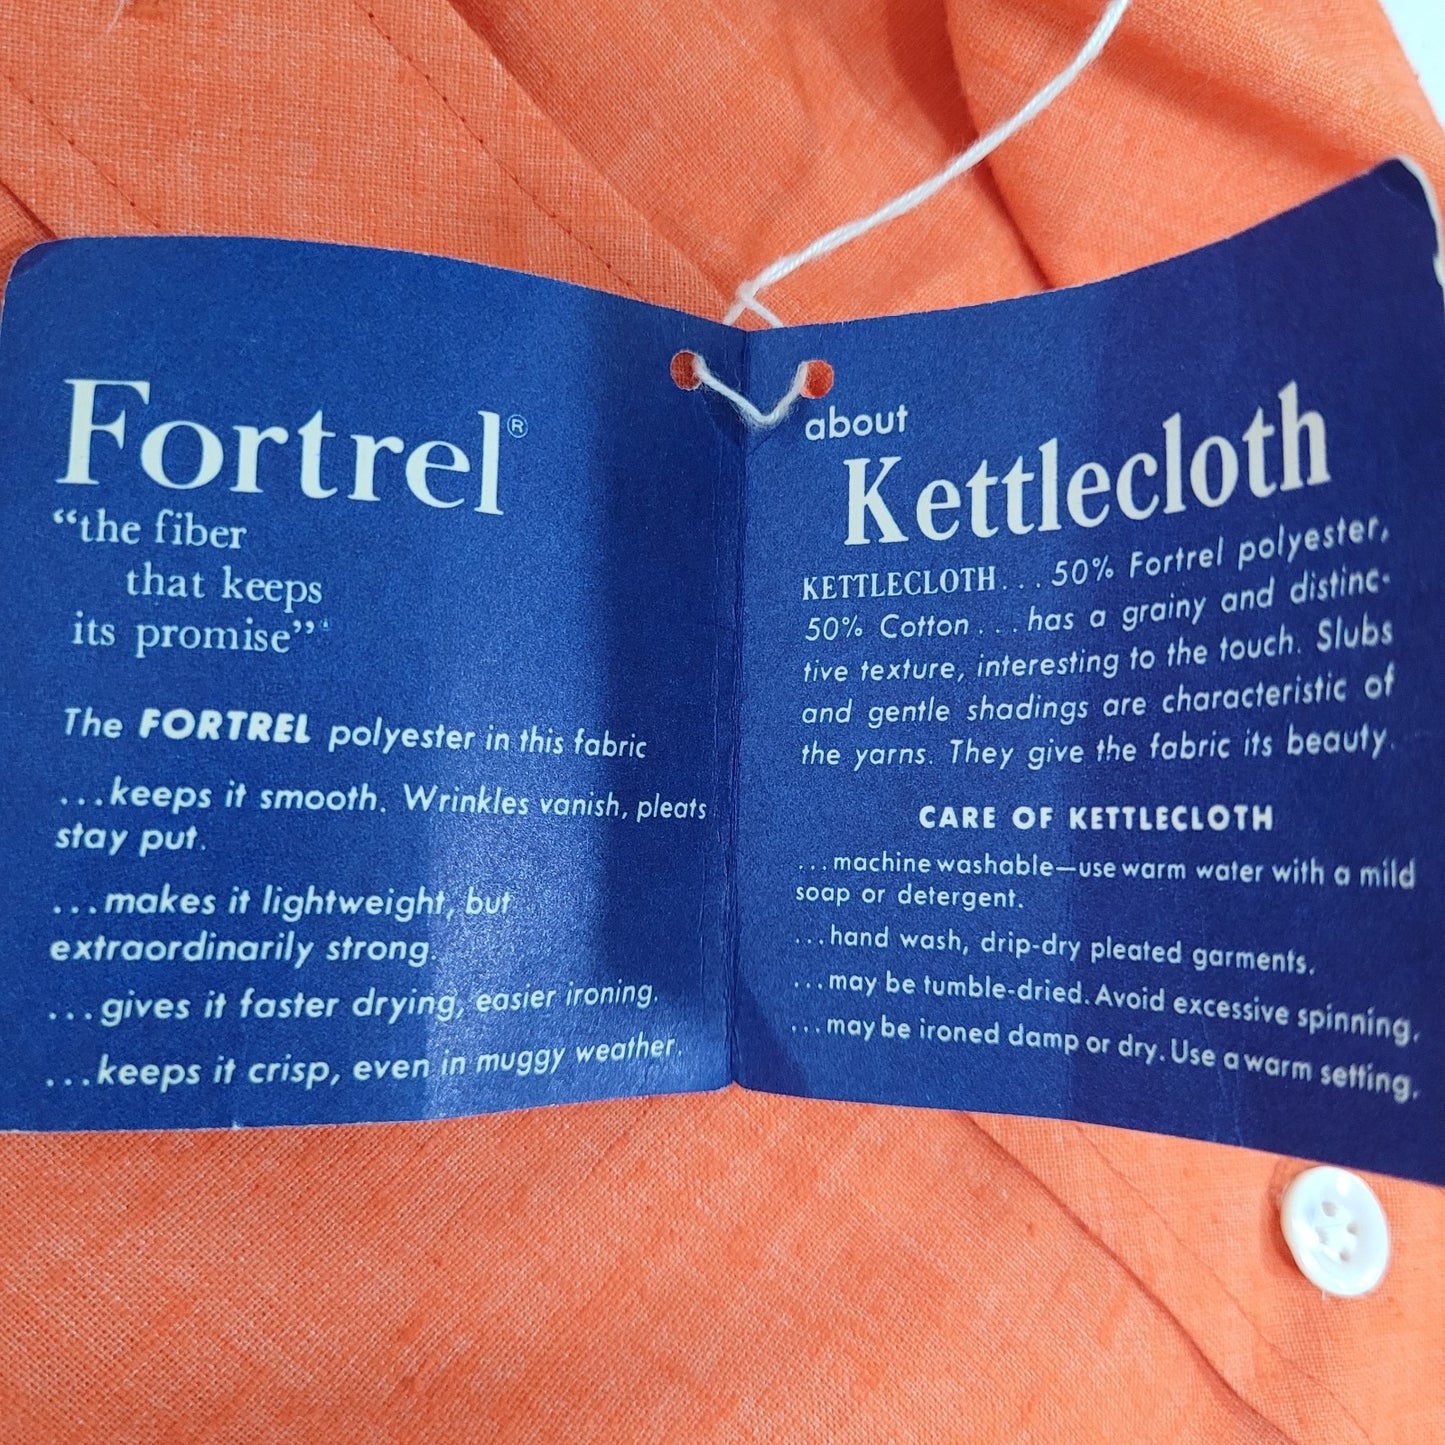 Fortrel®
“the fiber
that keeps
its promise”
The FORTREL polyester in this fabric
...keeps it smooth. Wrinkles vanish, pleats
stay put.
...makes it lightweight, but
extraordinarily strong.
...gives it faster drying, easier ironing.
...keeps it crisp, even in muggy weather.
about
Kettlecloth
KETTLECLOTH...50% Fortrel polyester,
50% Cotton...has a grainy and distinc-
tive texture, interesting to the touch. Slubs
and gentle shadings are characteristic of
the yarns. They give the fabric its beauty.
CARE OF KETTLECLOTH
...machine washable—use warm water with a mild
soap or detergent.
...hand wash, drip-dry pleated garments.
...may be tumble-dried. Avoid excessive spinning.
...may be ironed damp or dry. Use a warm setting.